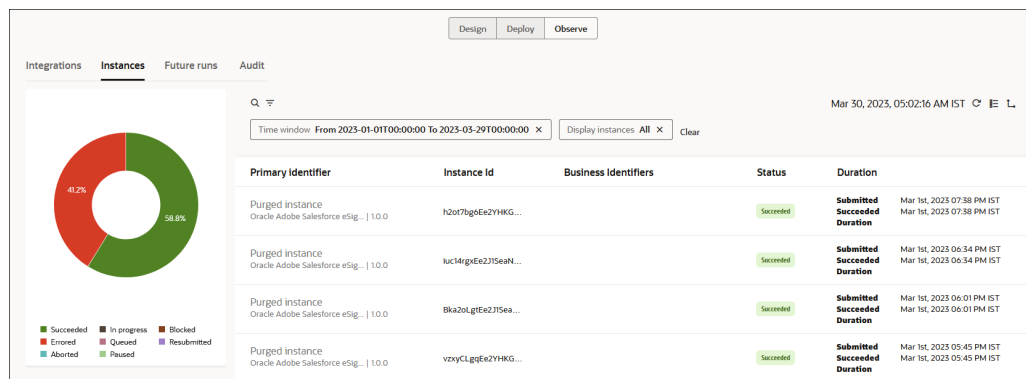 Design Deploy Observe
Integrations Instances Future runs Audit
Mar 30, 2023, 05:02:16 AM IST
Time window From 2023-01-01T00:00:00 To 2023-03-29T00:00:00 × Display instances All × Clear
Primary identifier Instance Id Business Identifiers Status Duration
41.2%
58.8%
Purged instance
Oracle Adobe Salesforce eSig... | 1.0.0
h2ot7bg6Ee2YHKG...
Succeeded
Submitted Mar 1st, 2023 07:38 PM IST
Succeeded Mar 1st, 2023 07:38 PM IST
Duration
Purged instance
Oracle Adobe Salesforce eSig... | 1.0.0
Iuc14rgxEe2J15eaN...
Succeeded
Submitted Mar 1st, 2023 06:34 PM IST
Succeeded Mar 1st, 2023 06:34 PM IST
Duration
Purged instance
Oracle Adobe Salesforce eSig... | 1.0.0
Bka2oLgtEe2J15ea...
Succeeded
Submitted Mar 1st, 2023 06:01 PM IST
Succeeded Mar 1st, 2023 06:01 PM IST
Duration
Purged instance
Oracle Adobe Salesforce eSig... | 1.0.0
vzxyCLgqEe2YHKG...
Succeeded
Submitted Mar 1st, 2023 05:45 PM IST
Succeeded Mar 1st, 2023 05:45 PM IST
Duration
Succeeded In progress Blocked
Errored Queued Resubmitted
Aborted Paused